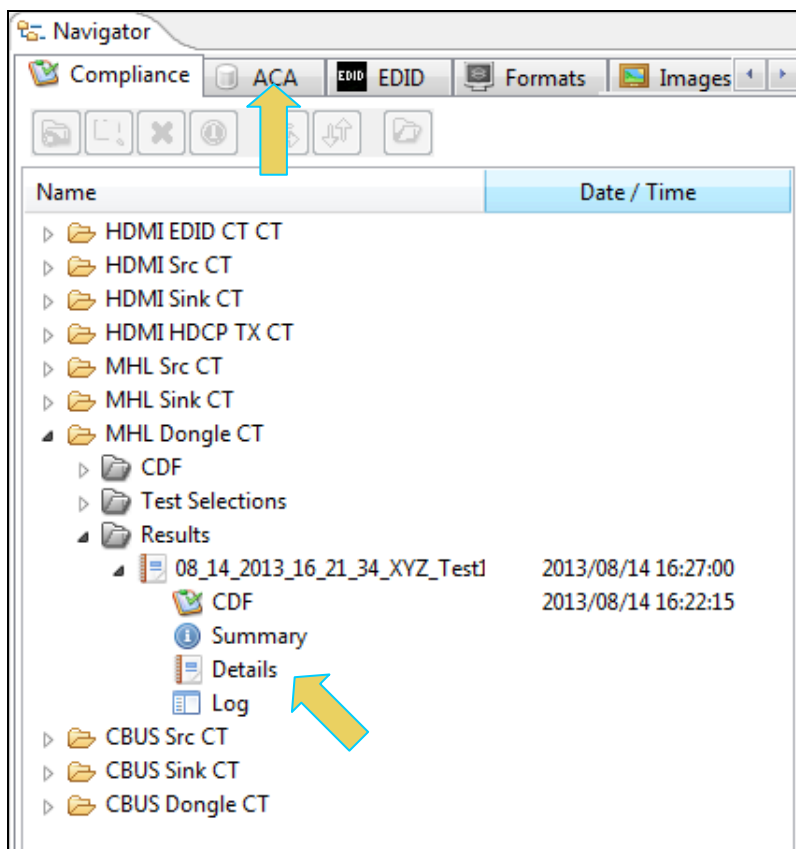 Navigator
Compliance ACA EDID EDID Formats Images
Name Date / Time
HDMI EDID CT CT
HDMI Src CT
HDMI Sink CT
HDMI HDCP TX CT
MHL Src CT
MHL Sink CT
MHL Dongle CT
CDF
Test Selections
Results
08_14_2013_16_21_34_XYZ_Test1 2013/08/14 16:27:00
CDF 2013/08/14 16:22:15
Summary
Details
Log
CBUS Src CT
CBUS Sink CT
CBUS Dongle CT